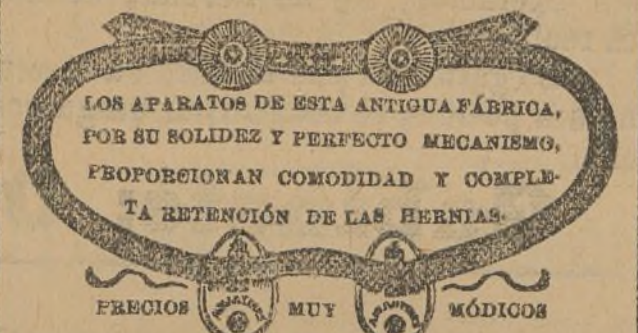 LOS APARATOS DE ESTA ANTIGUA FÁBRICA,
POR SU SOLIDEZ Y PERFECTO MECANISMO,
PROPORCIONAN COMODIDAD Y COMPLE-
TA RETENCIÓN DE LAS HERNIAS.
PRECIOS MUY MÓDICOS